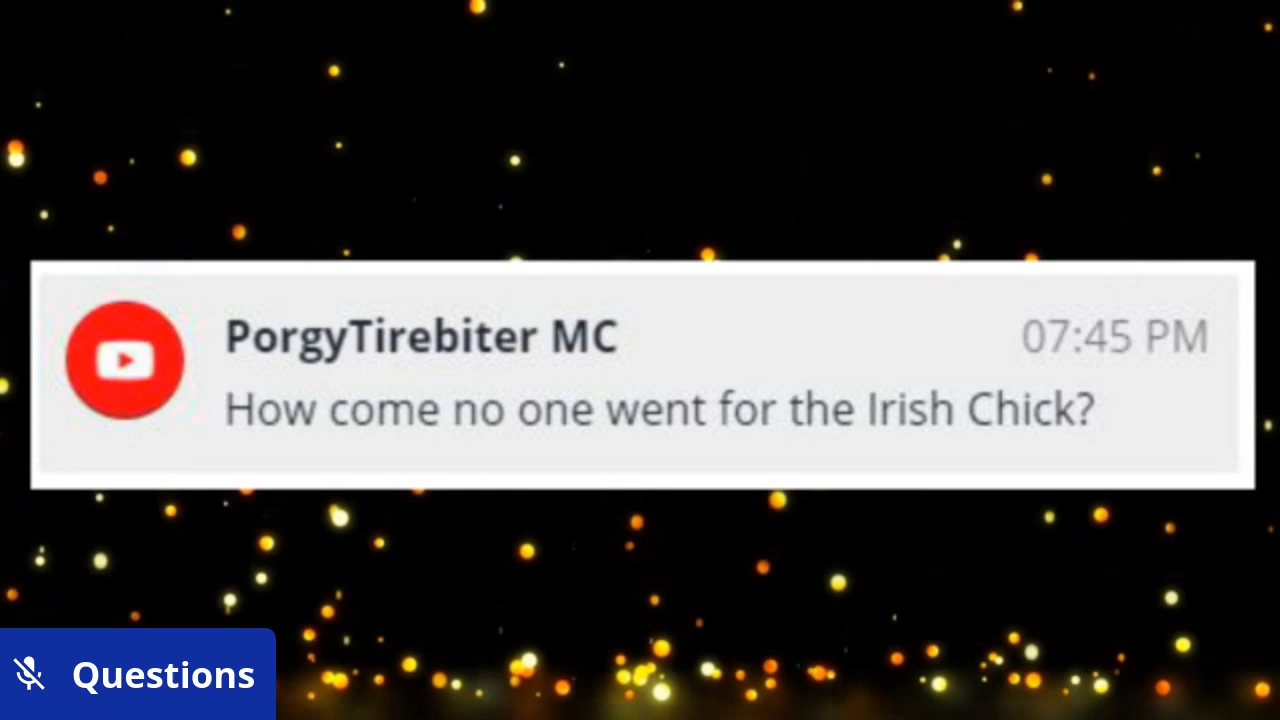 PorgyTirebiter MC
07:45 PM
How come no one went for the Irish Chick?
Questions